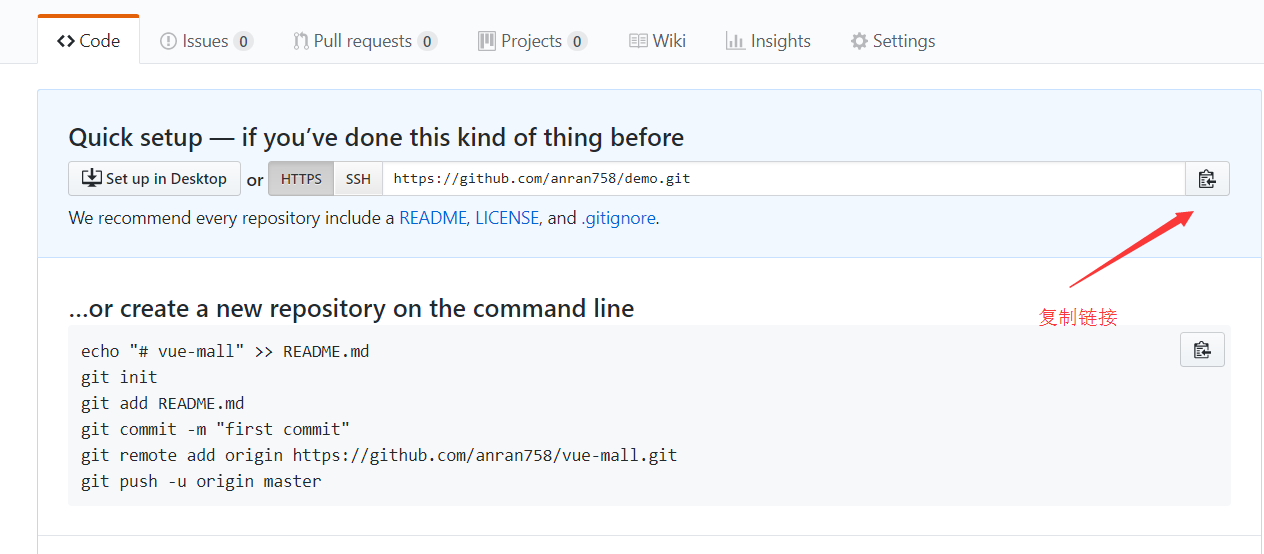 Code Issues 0 Pull requests 0 Projects 0 Wiki Insights Settings
Quick setup — if you’ve done this kind of thing before
Set up in Desktop or HTTPS SSH https://github.com/anran758/demo.git
We recommend every repository include a README, LICENSE, and .gitignore.
复制链接
…or create a new repository on the command line
echo "# vue-mall" >> README.md
git init
git add README.md
git commit -m "first commit"
git remote add origin https://github.com/anran758/vue-mall.git
git push -u origin master